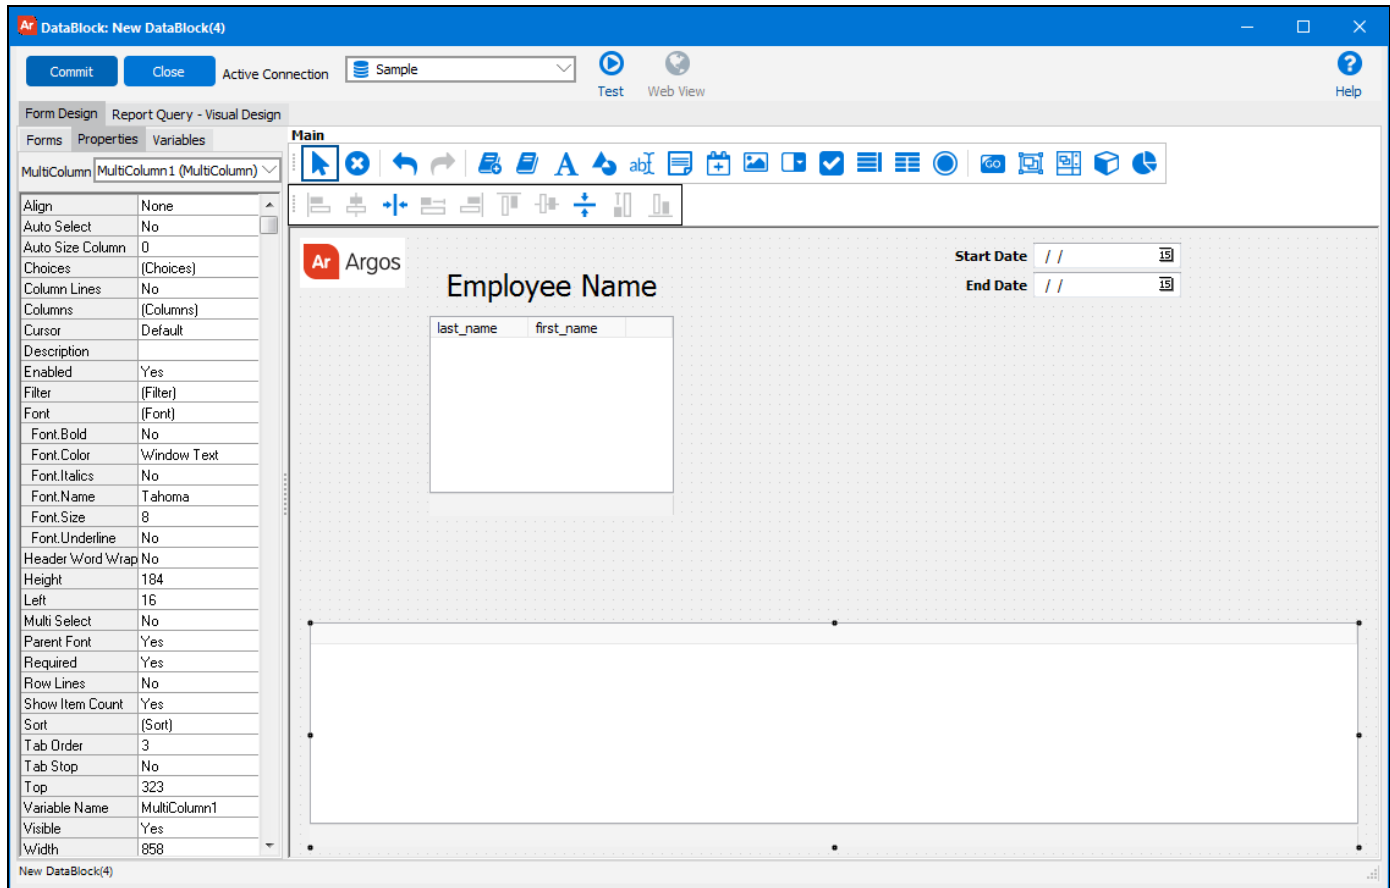 Ar DataBlock: New DataBlock(4)
Commit Close Active Connection Sample Test Web View Help
Form Design Report Query - Visual Design
Forms Properties Variables
MultiColumn MultiColumn1 (MultiColumn)
Align None
Auto Select No
Auto Size Column 0
Choices (Choices)
Column Lines No
Columns (Columns)
Cursor Default
Description
Enabled Yes
Filter (Filter)
Font (Font)
Font.Bold No
Font.Color Window Text
Font.Italics No
Font.Name Tahoma
Font.Size 8
Font.Underline No
Header Word Wrap No
Height 184
Left 16
Multi Select No
Parent Font Yes
Required Yes
Row Lines No
Show Item Count Yes
Sort (Sort)
Tab Order 3
Tab Stop No
Top 323
Variable Name MultiColumn1
Visible Yes
Width 858
Main
A abI GO
Ar Argos
Employee Name
last_name first_name
Start Date / / 15
End Date / / 15
New DataBlock(4)